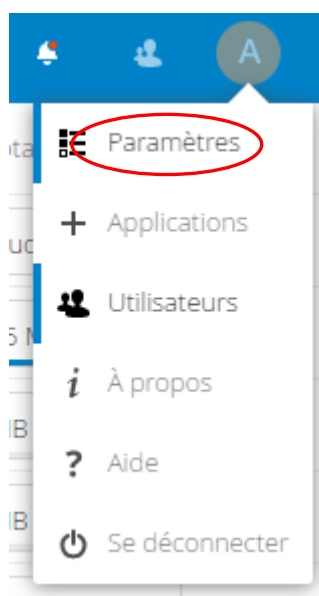 A
Paramètres
Applications
Utilisateurs
À propos
Aide
Se déconnecter